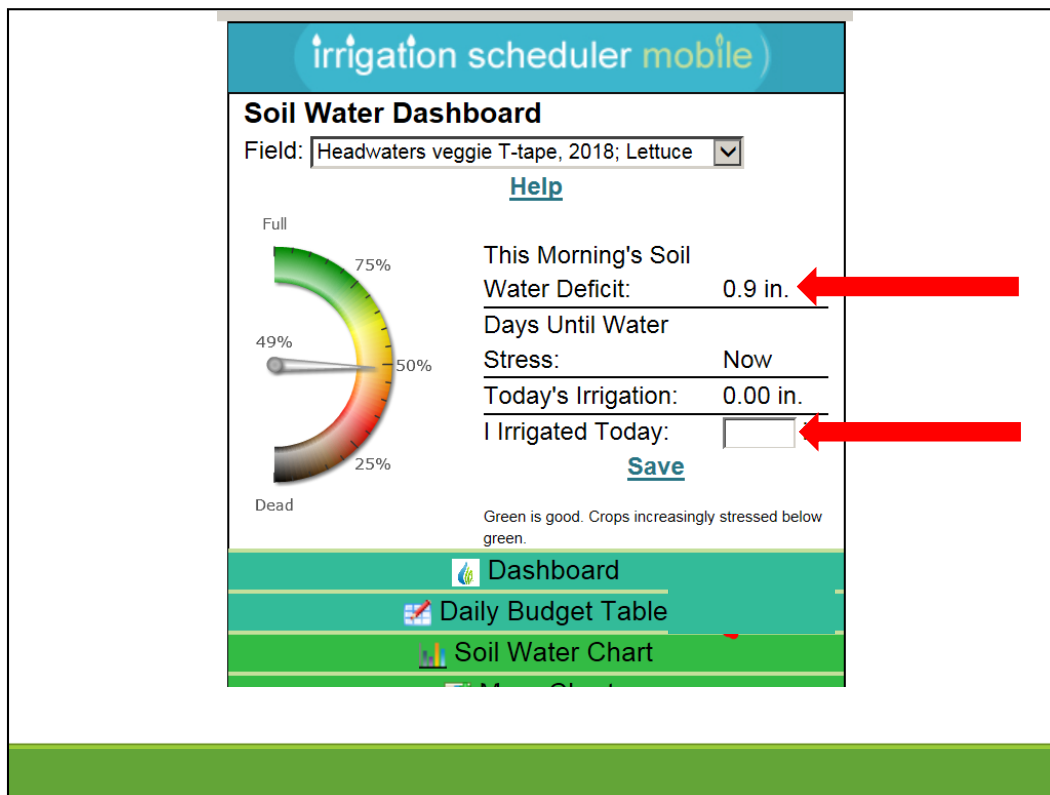 irrigation scheduler mobile
Soil Water Dashboard
Field: Headwaters veggie T-tape, 2018; Lettuce
Help
Full
75%
49%
50%
25%
Dead
This Morning's Soil
Water Deficit: 0.9 in.
Days Until Water
Stress: Now
Today's Irrigation: 0.00 in.
I Irrigated Today:
Save
Green is good. Crops increasingly stressed below
green.
Dashboard
Daily Budget Table
Soil Water Chart